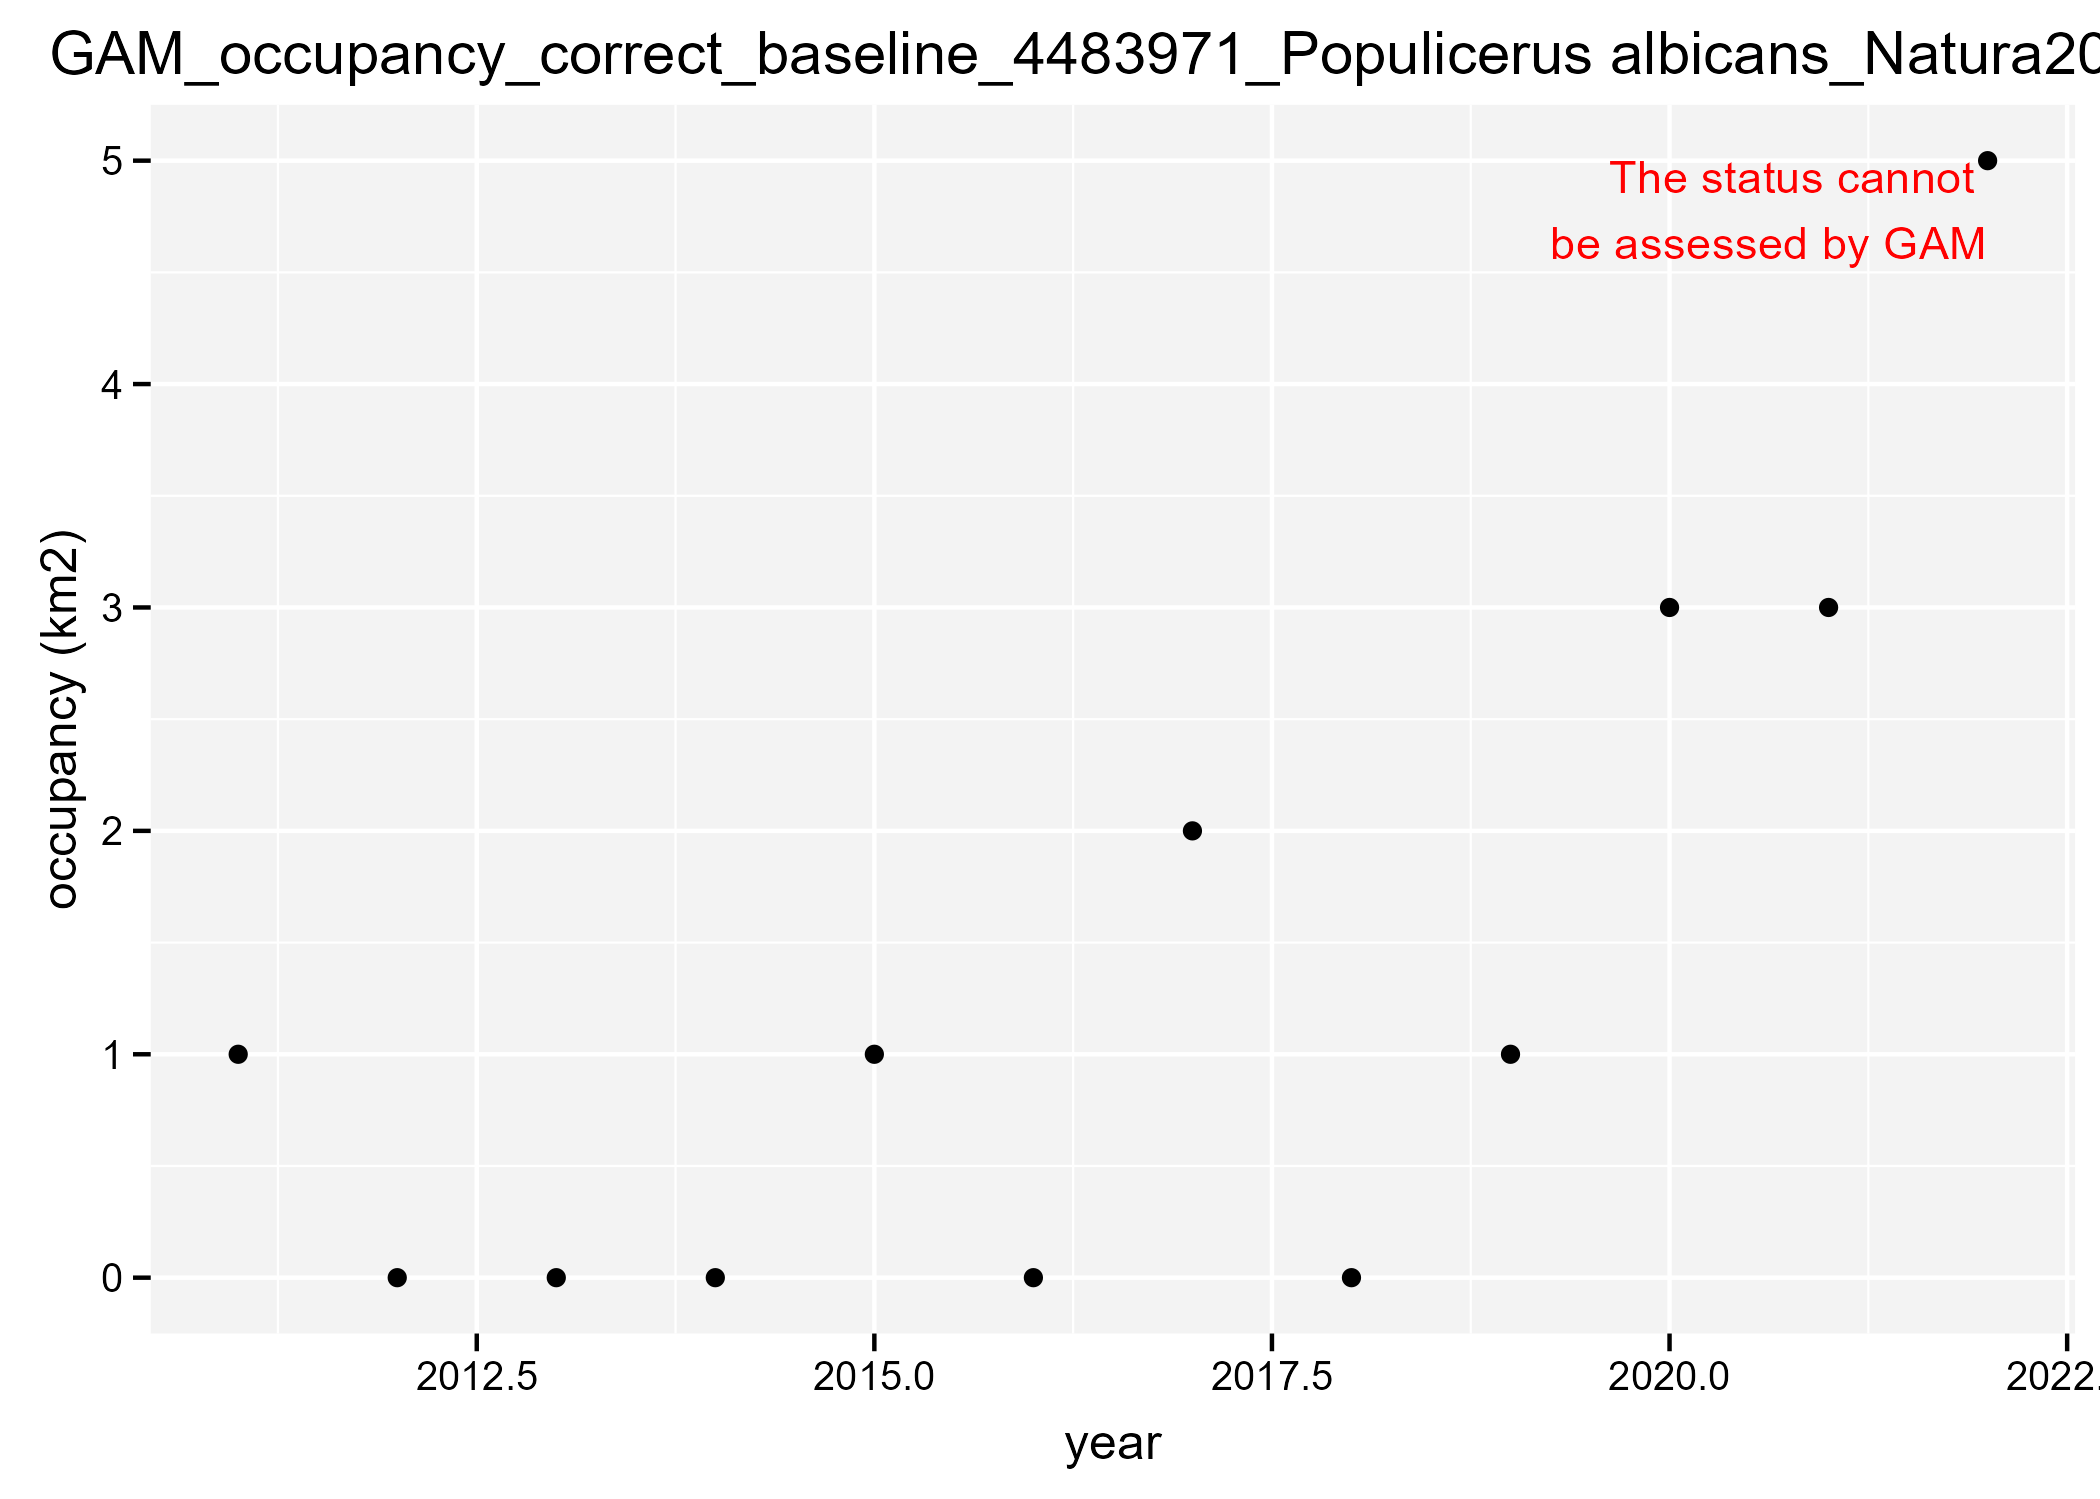 GAM_occupancy_correct_baseline_4483971_Populicerus albicans_Natura20
5
The status cannot
be assessed by GAM
4
3
occupancy (km2)
2
1
0
2012.5 2015.0 2017.5 2020.0 2022.
year